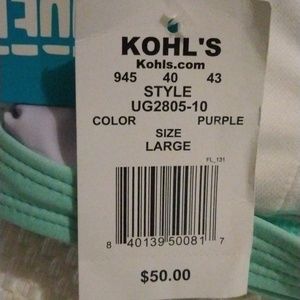 KOHL'S
Kohls.com
945 40 43
STYLE
UG2805-10
COLOR PURPLE
SIZE
LARGE
FL_131
8 40139 50081 7
$50.00